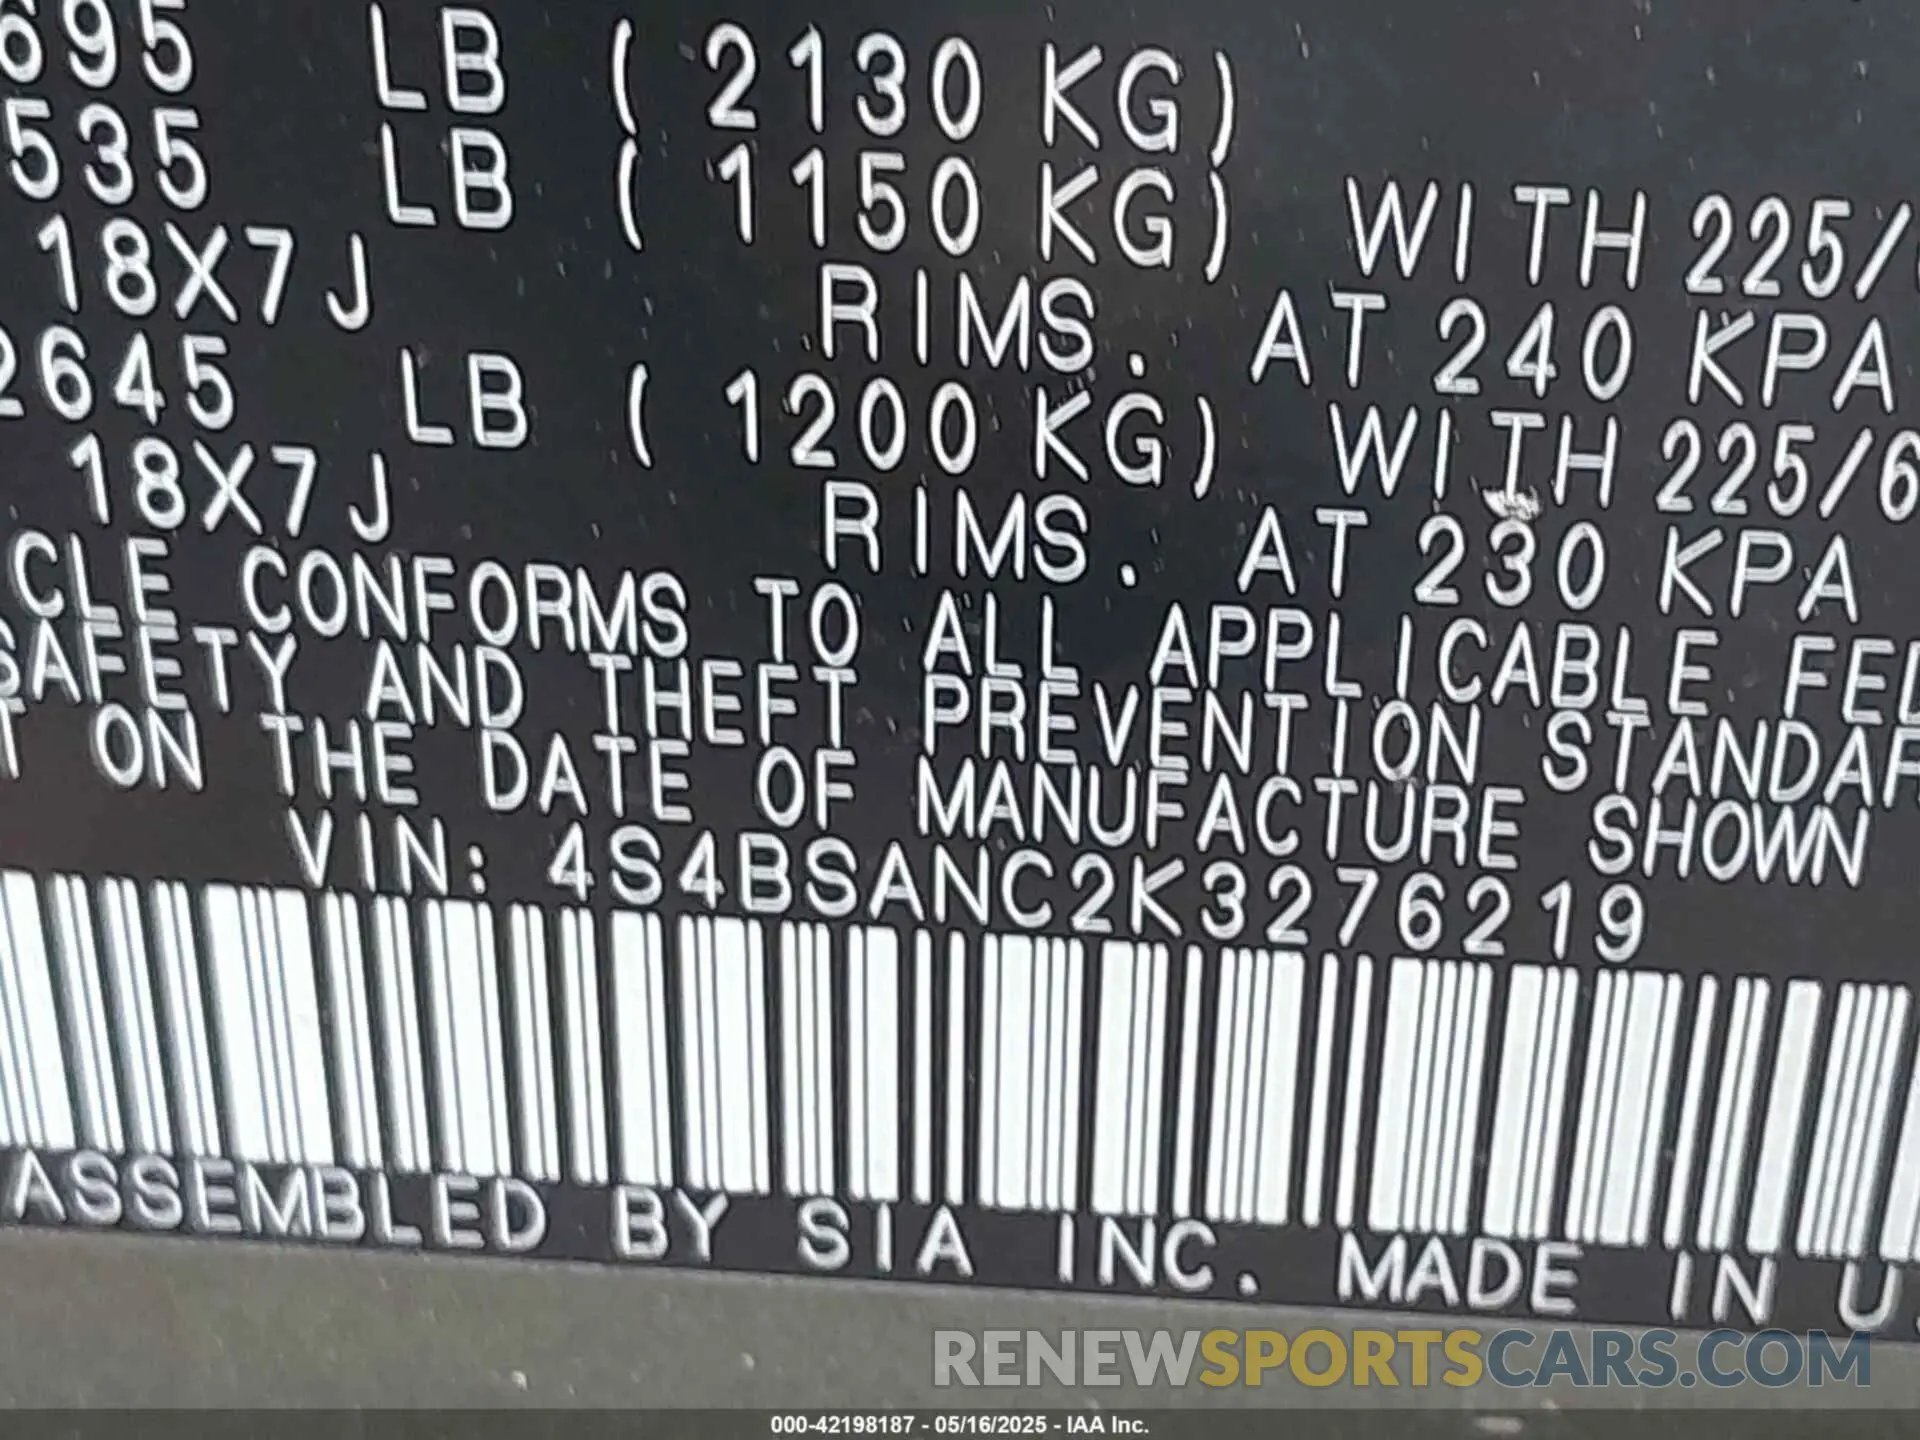 695 LB ( 2130 KG)
535 LB ( 1150 KG) WITH 225/
18X7J RIMS. AT 240 KPA
2645 LB ( 1200 KG) WITH 225/6
18X7J RIMS. AT 230 KPA
CLE CONFORMS TO ALL APPLICABLE FED
SAFETY AND THEFT PREVENTION STANDAR
T ON THE DATE OF MANUFACTURE SHOWN
VIN: 4S4BSANC2K3276219
ASSEMBLED BY SIA INC. MADE IN U.
RENEWSPORTSCARS.COM
000-42198187 - 05/16/2025 - IAA Inc.